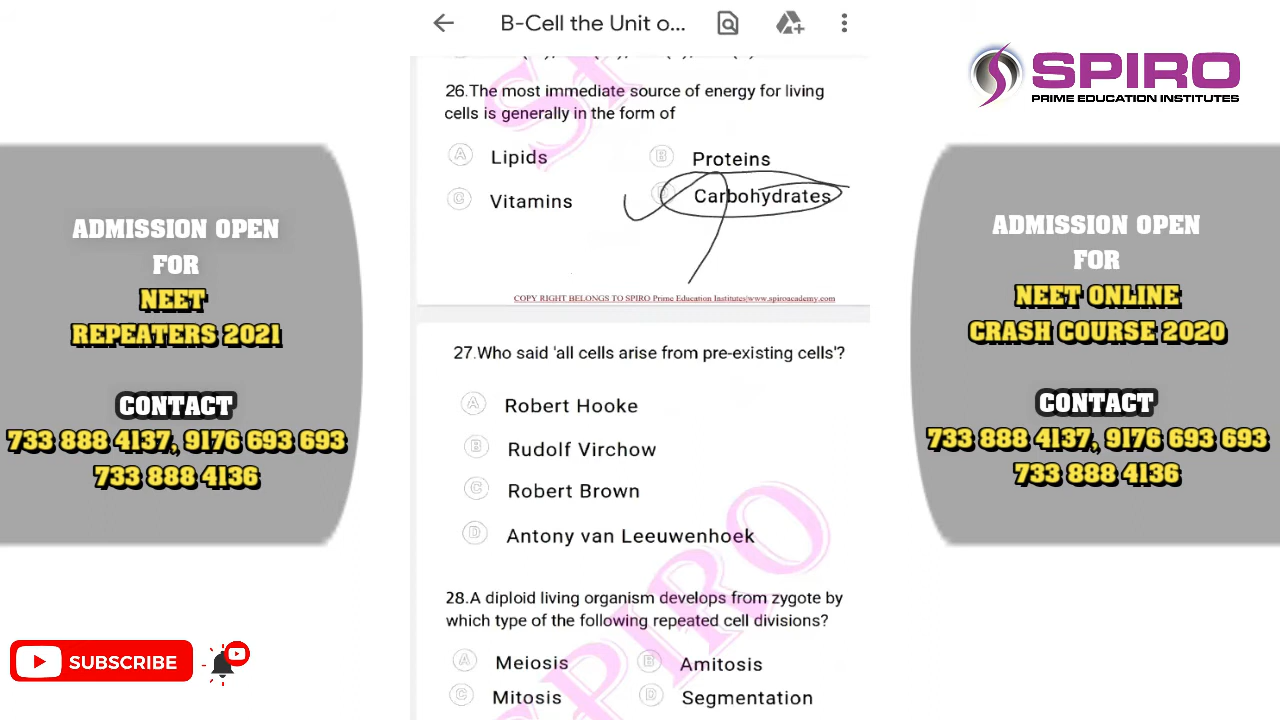 B-Cell the Unit o...
SPIRO
PRIME EDUCATION INSTITUTES
26.The most immediate source of energy for living
cells is generally in the form of
A Lipids
B Proteins
C Vitamins
Carbohydrates
COPY RIGHT BELONGS TO SPIRO Prime Education Institutes|www.spiroacademy.com
27.Who said 'all cells arise from pre-existing cells'?
A Robert Hooke
B Rudolf Virchow
C Robert Brown
D Antony van Leeuwenhoek
28.A diploid living organism develops from zygote by
which type of the following repeated cell divisions?
A Meiosis
B Amitosis
C Mitosis
D Segmentation
SPIRO
ADMISSION OPEN
FOR
NEET
REPEATERS 2021
CONTACT
733 888 4137, 9176 693 693
733 888 4136
ADMISSION OPEN
FOR
NEET ONLINE
CRASH COURSE 2020
CONTACT
733 888 4137, 9176 693 693
733 888 4136
SUBSCRIBE